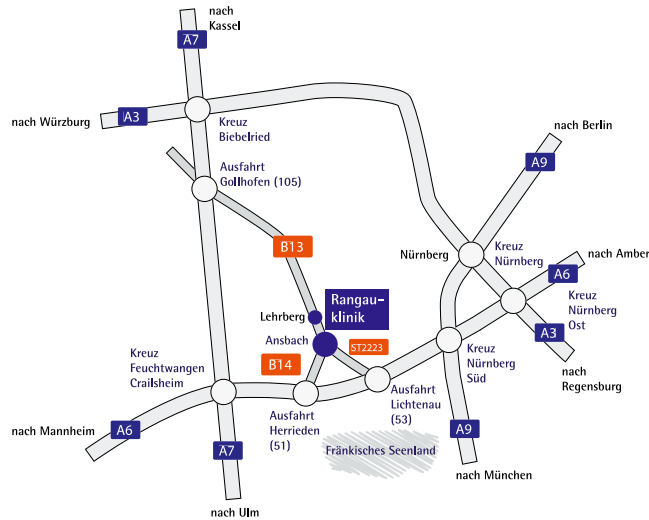 nach
Kassel
A7
A3
nach Würzburg
Kreuz
Biebelried
nach Berlin
A9
Ausfahrt
Gollhofen (105)
B13
Nürnberg
Kreuz
Nürnberg
nach Amber
A6
Rangau-
klinik
Lehrberg
Ansbach
ST2223
B14
Kreuz
Nürnberg
Ost
A3
nach
Regensburg
Kreuz
Feuchtwangen
Crailsheim
Kreuz
Nürnberg
Süd
Ausfahrt
Herrieden
(51)
Ausfahrt
Lichtenau
(53)
nach Mannheim
A6
A7
Fränkisches Seenland
A9
nach München
nach Ulm